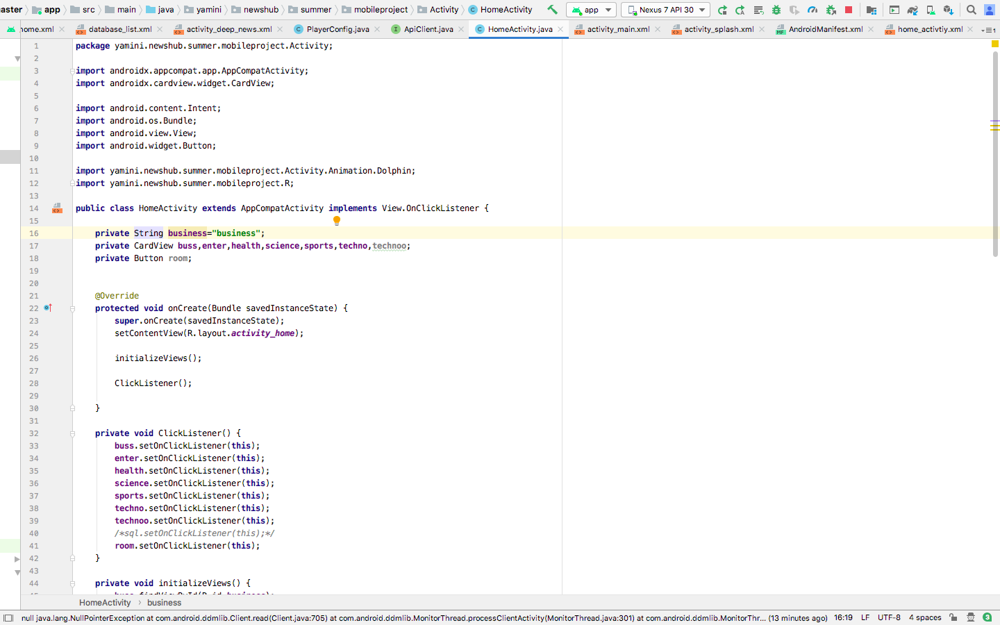 aster app src main java yamini newshub summer mobileproject Activity HomeActivity app Nexus 7 API 30
home.xml database_list.xml activity_deep_news.xml PlayerConfig.java ApiClient.java HomeActivity.java activity_main.xml activity_splash.xml AndroidManifest.xml home_activtiy.xml
1 package yamini.newshub.summer.mobileproject.Activity;
2
3 import androidx.appcompat.app.AppCompatActivity;
4 import androidx.cardview.widget.CardView;
5
6 import android.content.Intent;
7 import android.os.Bundle;
8 import android.view.View;
9 import android.widget.Button;
10
11 import yamini.newshub.summer.mobileproject.Activity.Animation.Dolphin;
12 import yamini.newshub.summer.mobileproject.R;
13
14 public class HomeActivity extends AppCompatActivity implements View.OnClickListener {
15
16 private String business="business";
17 private CardView buss,enter,health,science,sports,techno,technoo;
18 private Button room;
19
20
21 @Override
22 protected void onCreate(Bundle savedInstanceState) {
23 super.onCreate(savedInstanceState);
24 setContentView(R.layout.activity_home);
25
26 initializeViews();
27
28 ClickListener();
29
30 }
31
32 private void ClickListener() {
33 buss.setOnClickListener(this);
34 enter.setOnClickListener(this);
35 health.setOnClickListener(this);
36 science.setOnClickListener(this);
37 sports.setOnClickListener(this);
38 techno.setOnClickListener(this);
39 technoo.setOnClickListener(this);
40 /*sql.setOnClickListener(this);*/
41 room.setOnClickListener(this);
42 }
43
44 private void initializeViews() {
HomeActivity business
null java.lang.NullPointerException at com.android.ddmlib.Client.read(Client.java:705) at com.android.ddmlib.MonitorThread.processClientActivity(MonitorThread.java:301) at com.android.ddmlib.MonitorThr... (13 minutes ago) 16:19 LF UTF-8 4 spaces 3